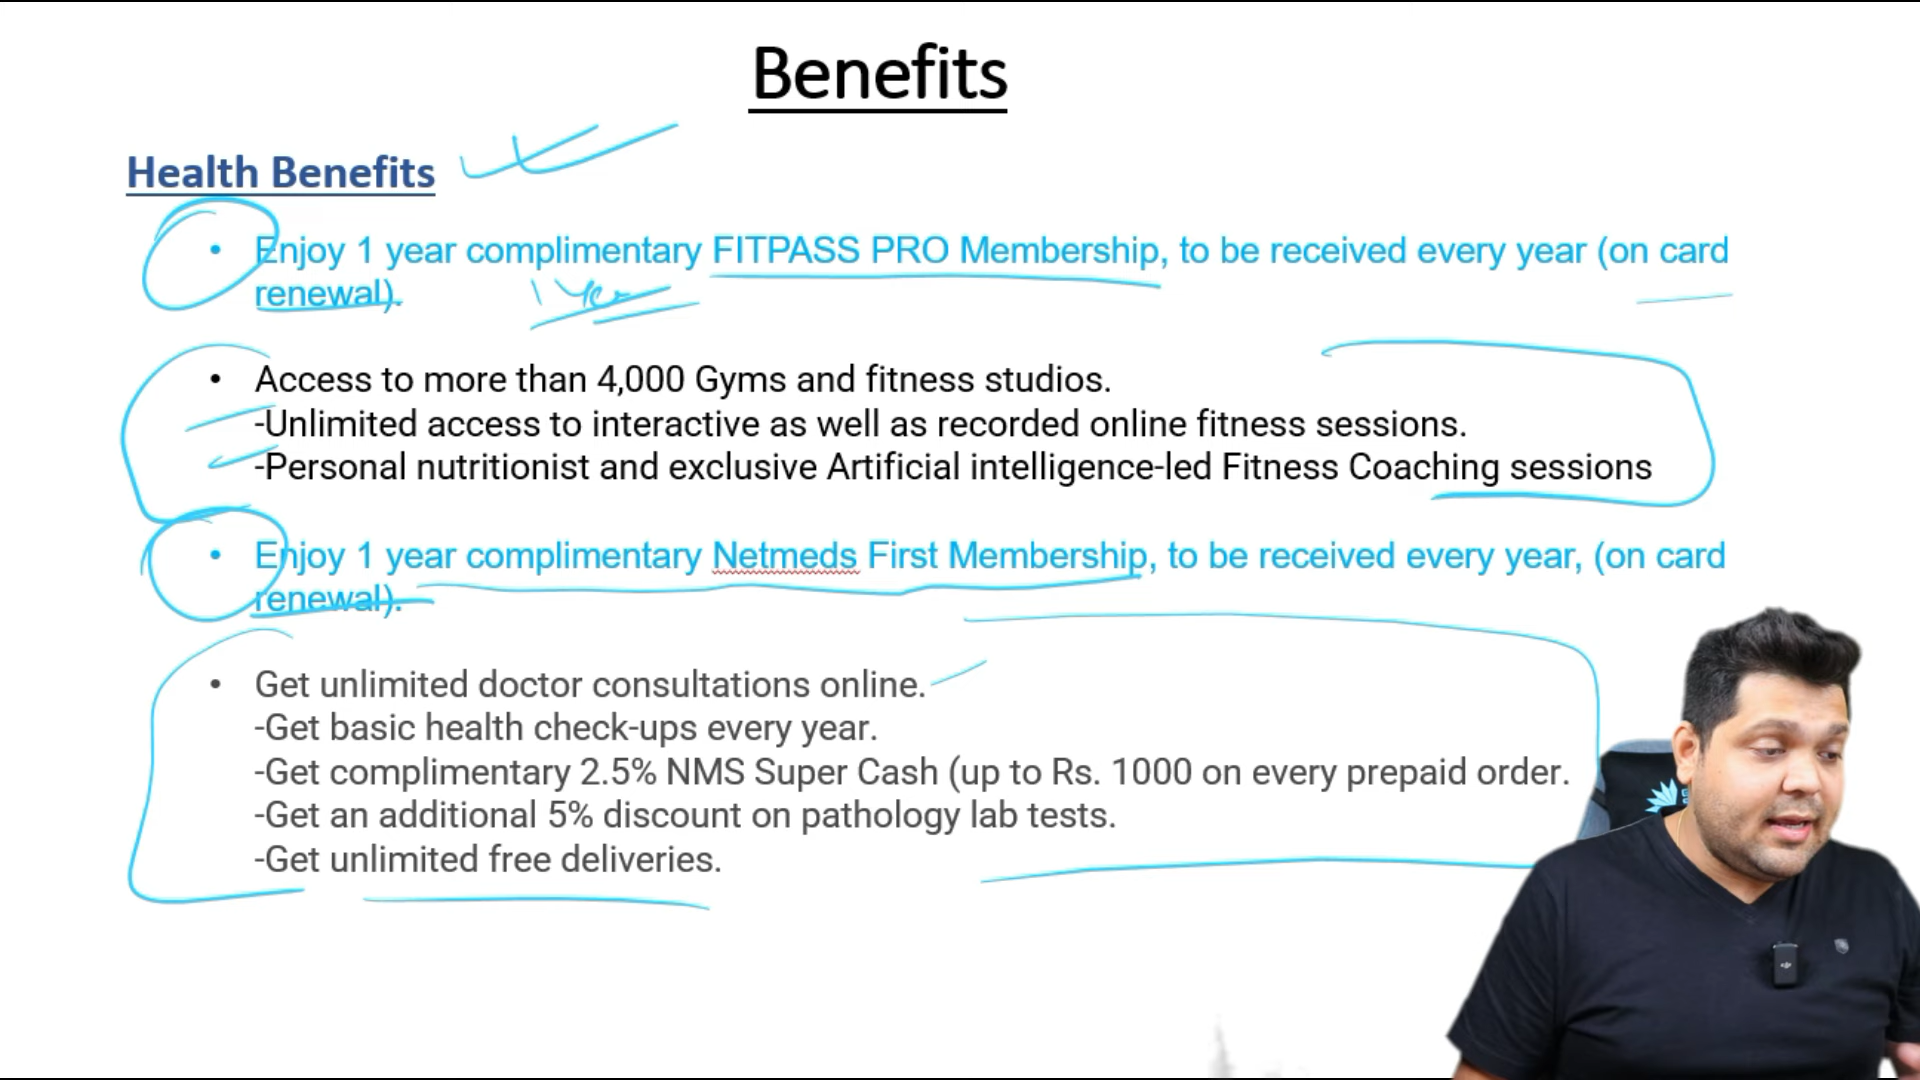 Benefits
Health Benefits
• Enjoy 1 year complimentary FITPASS PRO Membership, to be received every year (on card
renewal).
1 Year
• Access to more than 4,000 Gyms and fitness studios.
-Unlimited access to interactive as well as recorded online fitness sessions.
-Personal nutritionist and exclusive Artificial intelligence-led Fitness Coaching sessions
• Enjoy 1 year complimentary Netmeds First Membership, to be received every year, (on card
renewal).
• Get unlimited doctor consultations online.
-Get basic health check-ups every year.
-Get complimentary 2.5% NMS Super Cash (up to Rs. 1000 on every prepaid order.
-Get an additional 5% discount on pathology lab tests.
-Get unlimited free deliveries.